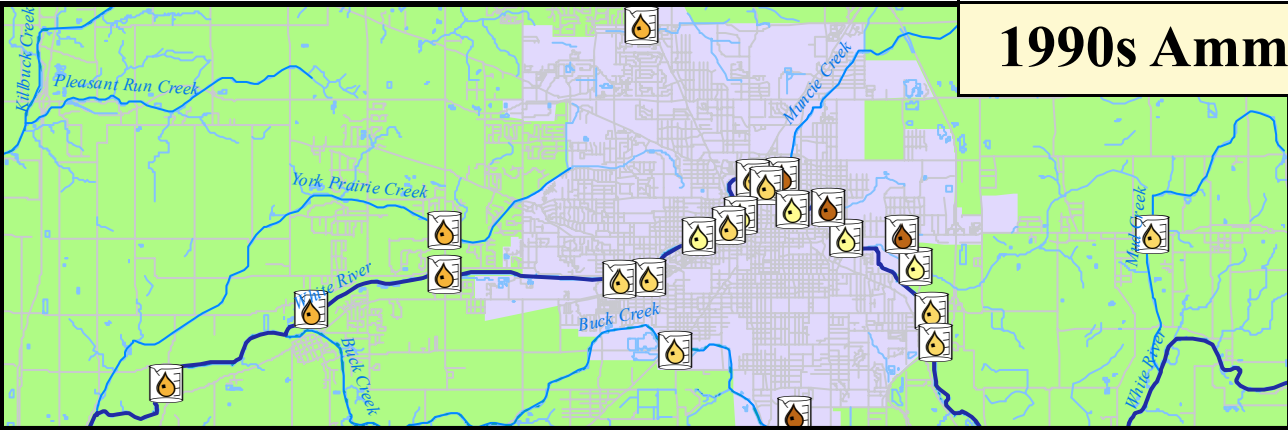 1990s Amm
Killbuck Creek
Pleasant Run Creek
Muncie Creek
York Prairie Creek
Mud Creek
White River
Buck Creek
Buck Creek
White River